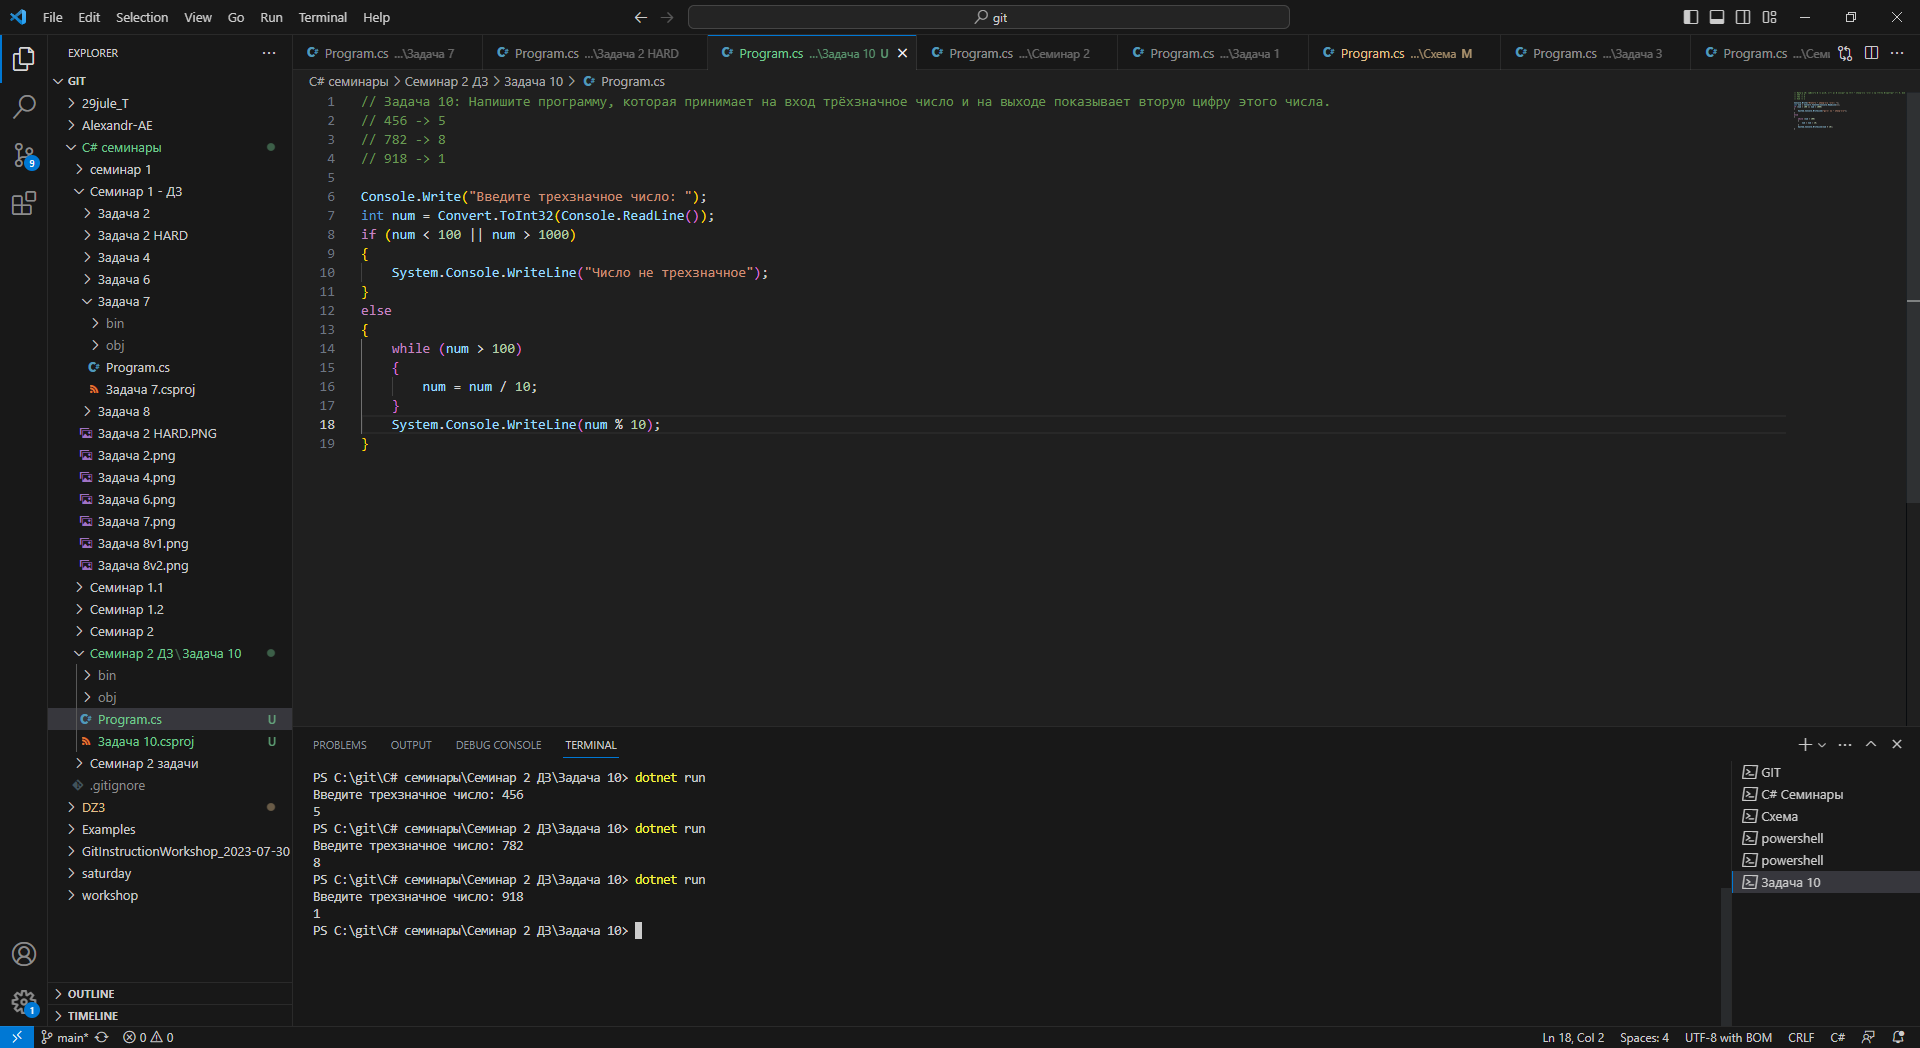 File Edit Selection View Go Run Terminal Help
git
EXPLORER
GIT
29jule_T
Alexandr-AE
C# семинары
семинар 1
Семинар 1 - ДЗ
Задача 2
Задача 2 HARD
Задача 4
Задача 6
Задача 7
bin
obj
Program.cs
Задача 7.csproj
Задача 8
Задача 2 HARD.PNG
Задача 2.png
Задача 4.png
Задача 6.png
Задача 7.png
Задача 8v1.png
Задача 8v2.png
Семинар 1.1
Семинар 1.2
Семинар 2
Семинар 2 ДЗ\Задача 10
bin
obj
Program.cs U
Задача 10.csproj U
Семинар 2 задачи
.gitignore
DZ3
Examples
GitInstructionWorkshop_2023-07-30
saturday
workshop
OUTLINE
TIMELINE
9
1
Program.cs ...\Задача 7
Program.cs ...\Задача 2 HARD
Program.cs ...\Задача 10 U
Program.cs ...\Семинар 2
Program.cs ...\Задача 1
Program.cs ...\Схема M
Program.cs ...\Задача 3
Program.cs ...\Семи
C# семинары > Семинар 2 ДЗ > Задача 10 > Program.cs
1 // Задача 10: Напишите программу, которая принимает на вход трёхзначное число и на выходе показывает вторую цифру этого числа.
2 // 456 -> 5
3 // 782 -> 8
4 // 918 -> 1
5
6 Console.Write("Введите трехзначное число: ");
7 int num = Convert.ToInt32(Console.ReadLine());
8 if (num < 100 || num > 1000)
9 {
10 System.Console.WriteLine("Число не трехзначное");
11 }
12 else
13 {
14 while (num > 100)
15 {
16 num = num / 10;
17 }
18 System.Console.WriteLine(num % 10);
19 }
PROBLEMS OUTPUT DEBUG CONSOLE TERMINAL
PS C:\git\C# семинары\Семинар 2 ДЗ\Задача 10> dotnet run
Введите трехзначное число: 456
5
PS C:\git\C# семинары\Семинар 2 ДЗ\Задача 10> dotnet run
Введите трехзначное число: 782
8
PS C:\git\C# семинары\Семинар 2 ДЗ\Задача 10> dotnet run
Введите трехзначное число: 918
1
PS C:\git\C# семинары\Семинар 2 ДЗ\Задача 10>
GIT
C# Семинары
Схема
powershell
powershell
Задача 10
main* 0 0
Ln 18, Col 2 Spaces: 4 UTF-8 with BOM CRLF C#